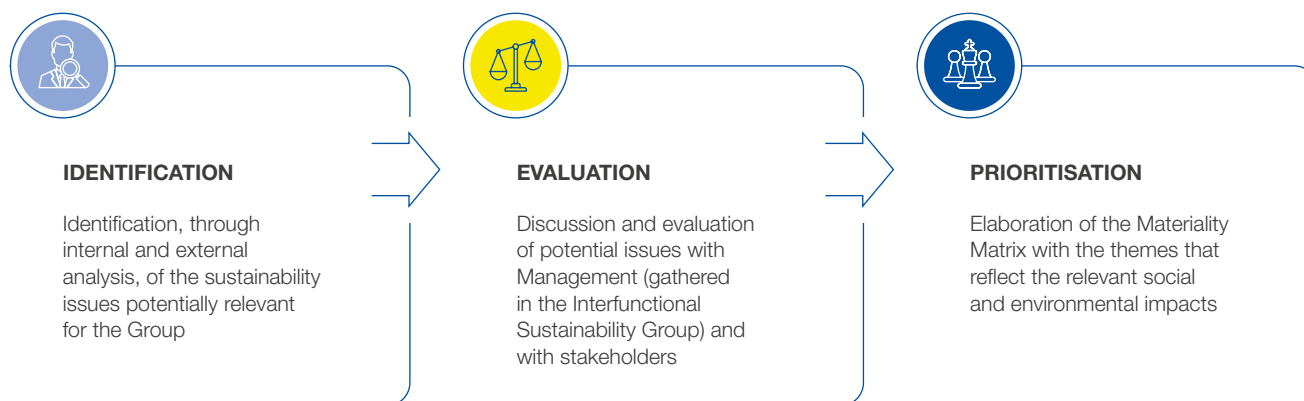 IDENTIFICATION
Identification, through
internal and external
analysis, of the sustainability
issues potentially relevant
for the Group
EVALUATION
Discussion and evaluation
of potential issues with
Management (gathered
in the Interfunctional
Sustainability Group) and
with stakeholders
PRIORITISATION
Elaboration of the Materiality
Matrix with the themes that
reflect the relevant social
and environmental impacts